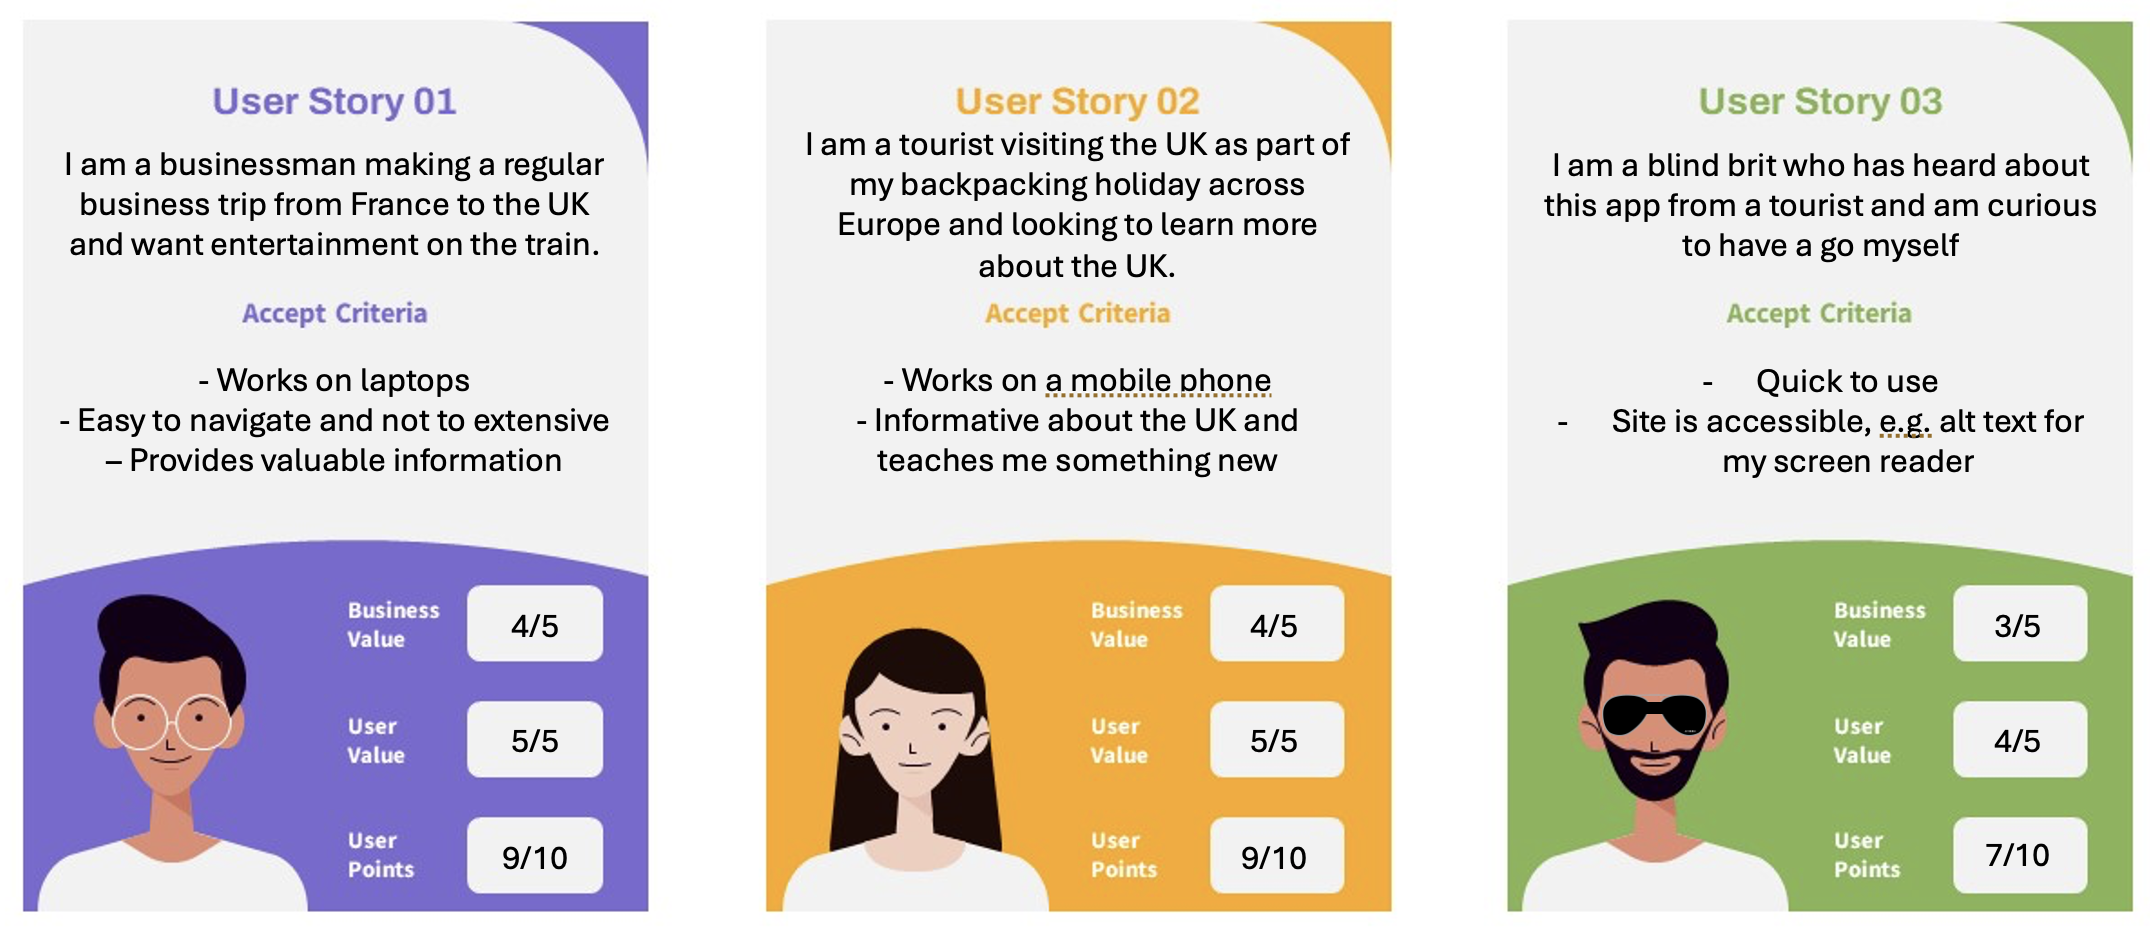 User Story 01
I am a businessman making a regular
business trip from France to the UK
and want entertainment on the train.
Accept Criteria
- Works on laptops
- Easy to navigate and not to extensive
– Provides valuable information
Business
Value
4/5
User
Value
5/5
User
Points
9/10
User Story 02
I am a tourist visiting the UK as part of
my backpacking holiday across
Europe and looking to learn more
about the UK.
Accept Criteria
- Works on a mobile phone
- Informative about the UK and
teaches me something new
Business
Value
4/5
User
Value
5/5
User
Points
9/10
User Story 03
I am a blind brit who has heard about
this app from a tourist and am curious
to have a go myself
Accept Criteria
- Quick to use
- Site is accessible, e.g. alt text for
my screen reader
Business
Value
3/5
User
Value
4/5
User
Points
7/10